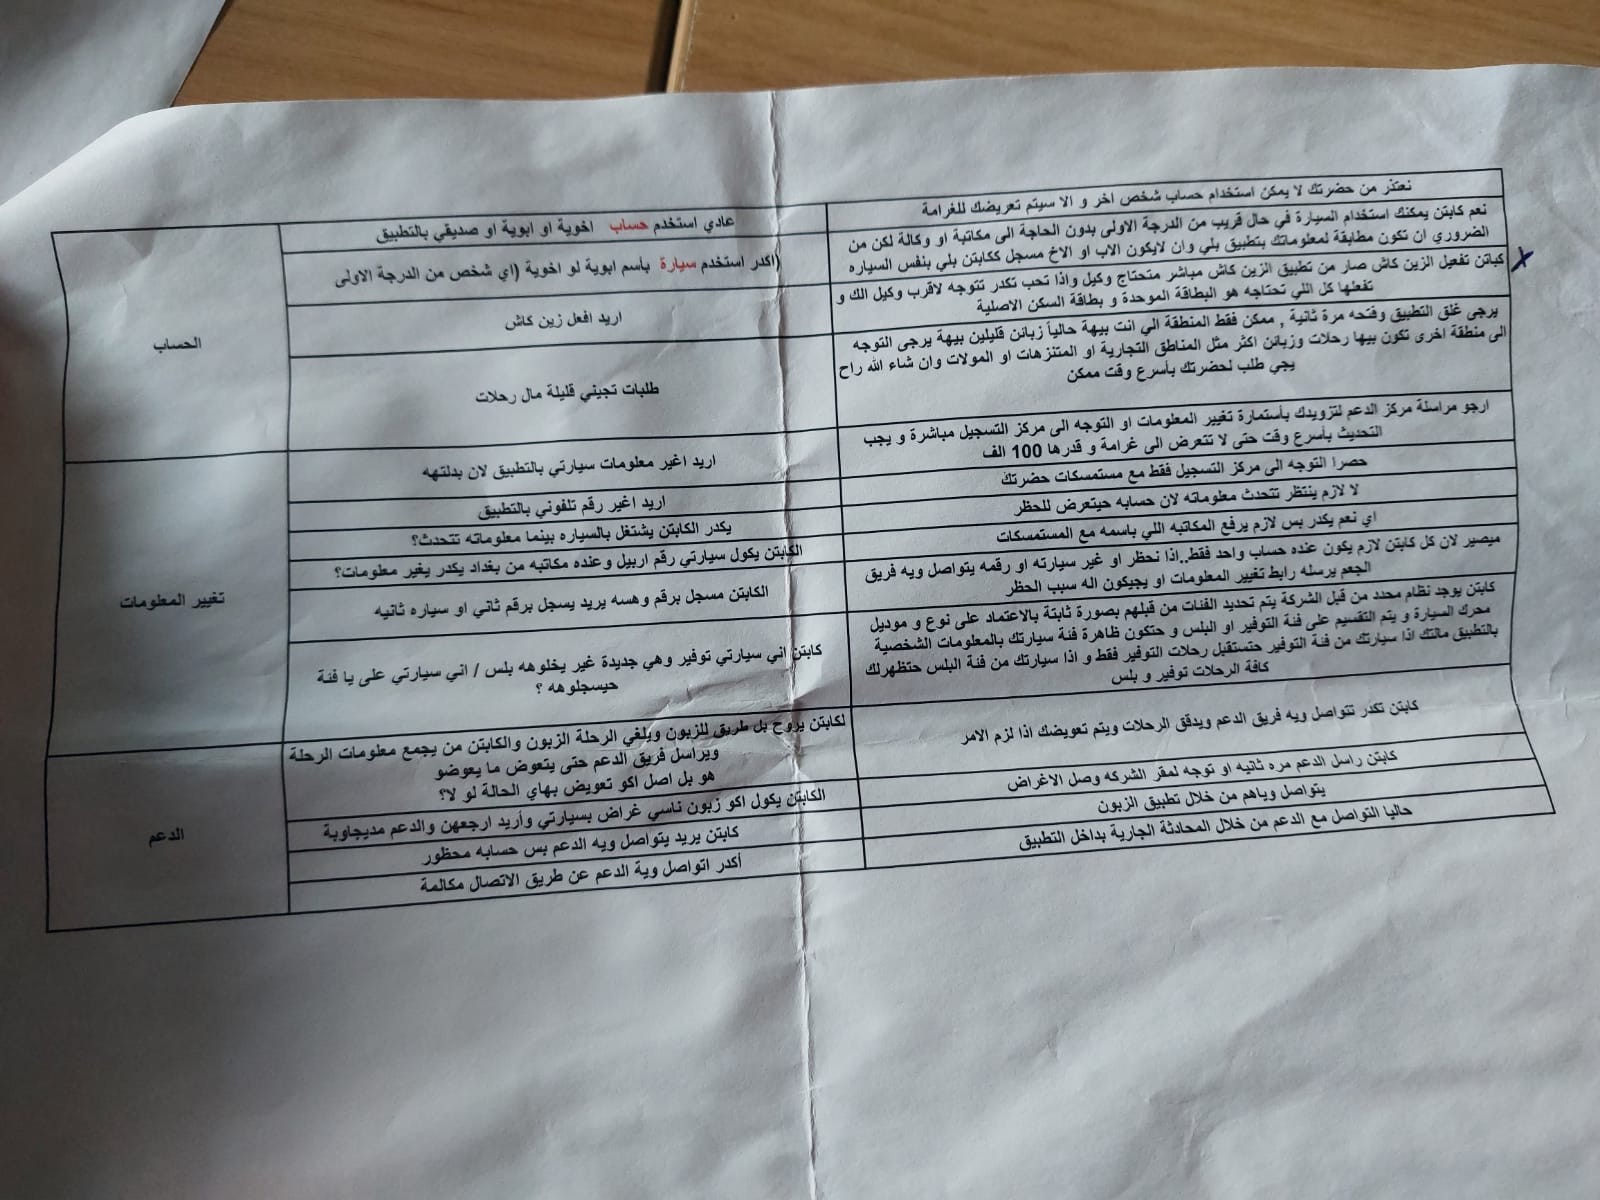 الحساب
عادي استخدم حساب اخوية او ابوية او صديقي بالتطبيق
نعتذر من حضرتك لا يمكن استخدام حساب شخص اخر و الا سيتم تعريضك للغرامة
(اكدر استخدم سيارة بأسم ابوية لو اخوية (اي شخص من الدرجة الاولى
نعم كابتن يمكنك استخدام السيارة في حال قريب من الدرجة الاولى بدون الحاجة الى مكاتبة او وكالة لكن من
الضروري ان تكون مطابقة لمعلوماتك بتطبيق بلي وان لايكون الاب او الاخ مسجل ككابتن بلي بنفس السياره
اريد افعل زين كاش
كباتن تفعيل الزين كاش صار من تطبيق الزين كاش مباشر متحتاج وكيل واذا تحب تكدر تتوجه لاقرب وكيل الك و
تفعلها كل اللي تحتاجه هو البطاقة الموحدة و بطاقة السكن الاصلية
طلبات تجيني قليلة مال رحلات
يرجى غلق التطبيق وفتحه مرة ثانية , ممكن فقط المنطقة الي انت بيهة حالياً زبائن قليلين بيهة يرجى التوجه
الى منطقة اخرى تكون بيها رحلات وزبائن اكثر مثل المناطق التجارية او المتنزهات او المولات وان شاء الله راح
يجي طلب لحضرتك بأسرع وقت ممكن
تغيير المعلومات
اريد اغير معلومات سيارتي بالتطبيق لان بدلتهه
ارجو مراسلة مركز الدعم لتزويدك بأستمارة تغيير المعلومات او التوجه الى مركز التسجيل مباشرة و يجب
التحديث بأسرع وقت حتى لا تتعرض الى غرامة و قدرها 100 الف
اريد اغير رقم تلفوني بالتطبيق
حصرا التوجه الى مركز التسجيل فقط مع مستمسكات حضرتك
يكدر الكابتن يشتغل بالسياره بينما معلوماته تتحدث؟
لا لازم ينتظر تتحدث معلوماته لان حسابه حيتعرض للحظر
الكابتن يكول سيارتي رقم اربيل وعنده مكاتبه من بغداد يكدر يغير معلومات؟
اي نعم يكدر بس لازم يرفع المكاتبه اللي باسمه مع المستمسكات
الكابتن مسجل برقم وهسه يريد يسجل برقم ثاني او سياره ثانيه
ميصير لان كل كابتن لازم يكون عنده حساب واحد فقط..اذا نحظر او غير سيارته او رقمه يتواصل ويه فريق
الجعم يرسله رابط تغيير المعلومات او يجيكون اله سبب الحظر
كابتن اني سيارتي توفير وهي جديدة غير يخلوهه بلس / اني سيارتي على يا فئة
حيسجلوهه ؟
كابتن يوجد نظام محدد من قبل الشركة يتم تحديد الفئات من قبلهم بصورة ثابتة بالاعتماد على نوع و موديل
محرك السيارة و يتم التقسيم على فئة التوفير او البلس و حتكون ظاهرة فئة سيارتك بالمعلومات الشخصية
بالتطبيق مالتك اذا سيارتك من فئة التوفير حتستقبل رحلات التوفير فقط و اذا سيارتك من فئة البلس حتظهرلك
كافة الرحلات توفير و بلس
الدعم
لكابتن يروح بل طريق للزبون ويلغي الرحلة الزبون والكابتن من يجمع معلومات الرحلة
ويراسل فريق الدعم حتى يتعوض ما يعوضو
هو بل اصل اكو تعويض بهاي الحالة لو لا؟
كابتن تكدر تتواصل ويه فريق الدعم ويدقق الرحلات ويتم تعويضك اذا لزم الامر
الكابتن يكول اكو زبون ناسي غراض بسيارتي وأريد ارجعهن والدعم مديجاوبة
كابتن راسل الدعم مره ثانيه او توجه لمقر الشركه وصل الاغراض
كابتن يريد يتواصل ويه الدعم بس حسابه محظور
يتواصل وياهم من خلال تطبيق الزبون
أكدر اتواصل وية الدعم عن طريق الاتصال مكالمة
حاليا التواصل مع الدعم من خلال المحادثة الجارية بداخل التطبيق